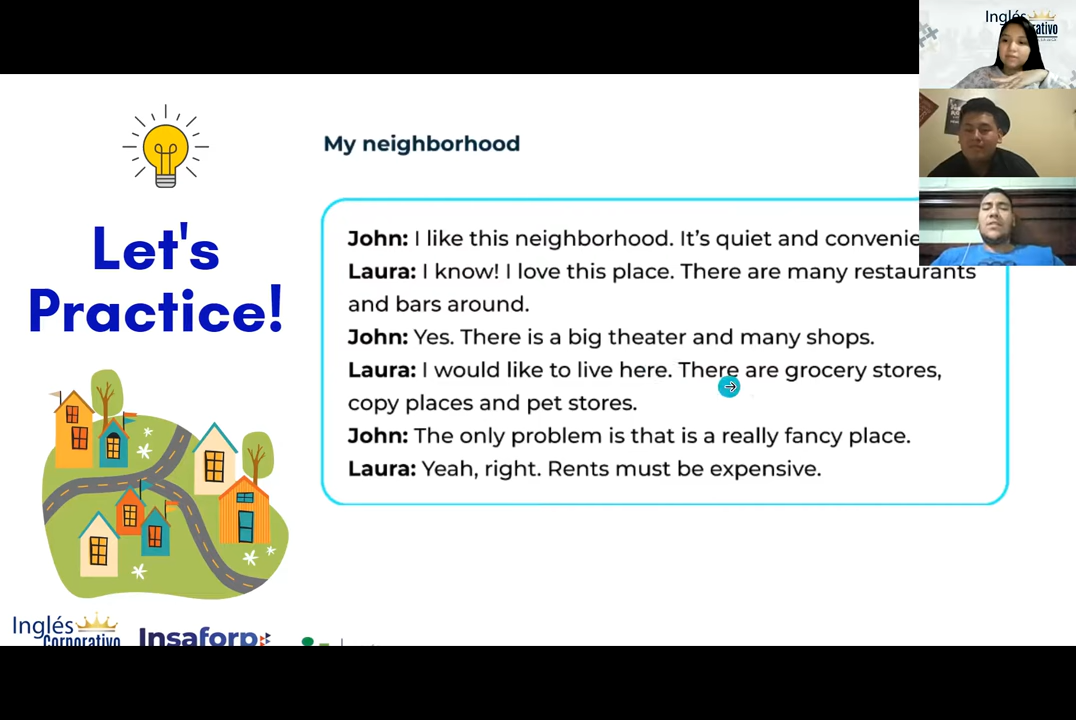 Inglés
My neighborhood
John: I like this neighborhood. It's quiet and
Laura: I know! I love this place. There are many restaurants
and bars around.
Let's
Practice!
John: Yes. There is a big theater and many shops.
Laura: I would like to live here. There are grocery stores,
copy places and pet stores.
John: The only problem is that is a really fancy place.
Laura: Yeah, right. Rents must be expensive.
Inglés
Corporativo
Insaforp